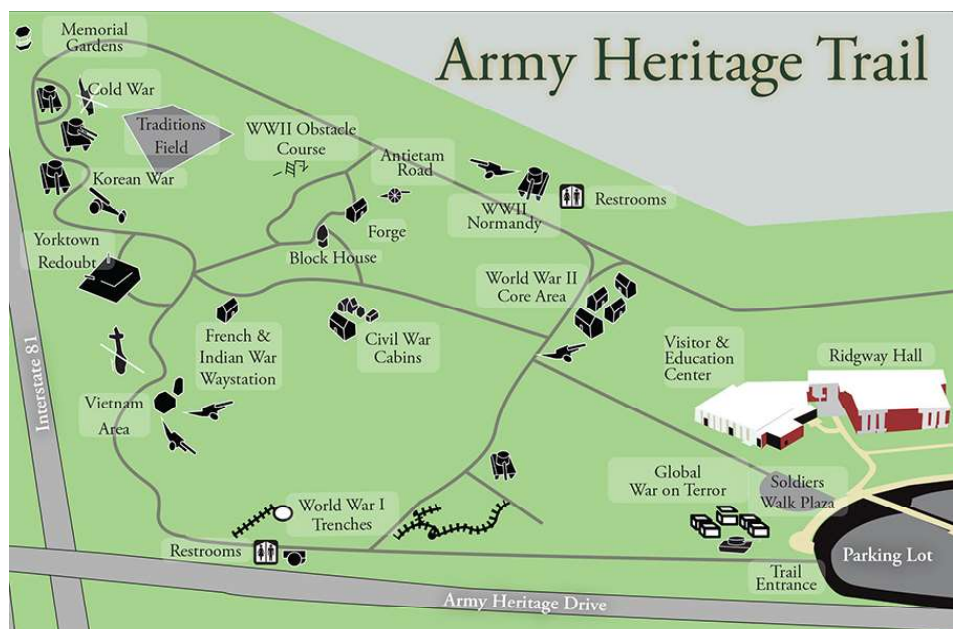 Army Heritage Trail
Memorial
Gardens
Cold War
Traditions
Field
WWII Obstacle
Course
Antietam
Road
Korean War
WWII
Normandy
Restrooms
Forge
Block House
Yorktown
Redoubt
World War II
Core Area
French &
Indian War
Waystation
Civil War
Cabins
Visitor &
Education
Center
Ridgway Hall
Interstate 81
Vietnam
Area
Global
War on Terror
Soldiers
Walk Plaza
World War I
Trenches
Restrooms
Parking Lot
Trail
Entrance
Army Heritage Drive